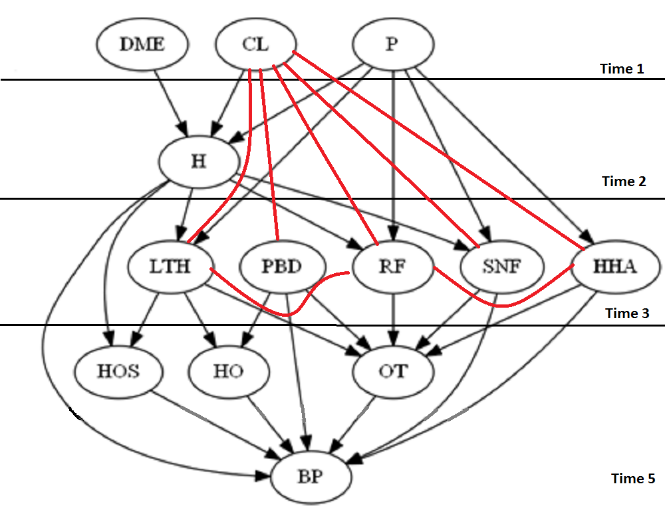 DME CL P
Time 1
H
Time 2
LTH PBD RF SNF HHA
Time 3
HOS HO OT
BP
Time 5